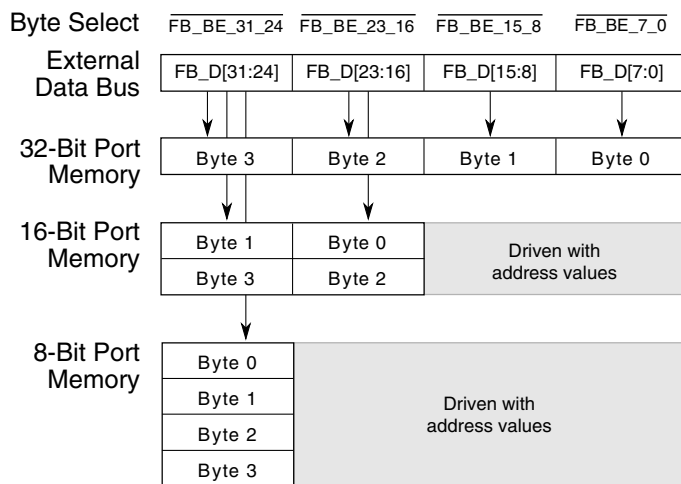 Byte Select FB_BE_31_24 FB_BE_23_16 FB_BE_15_8 FB_BE_7_0
External
Data Bus
FB_D[31:24] FB_D[23:16] FB_D[15:8] FB_D[7:0]
32-Bit Port
Memory
Byte 3 Byte 2 Byte 1 Byte 0
16-Bit Port
Memory
Byte 1 Byte 0
Byte 3 Byte 2
Driven with
address values
8-Bit Port
Memory
Byte 0
Byte 1
Byte 2
Byte 3
Driven with
address values